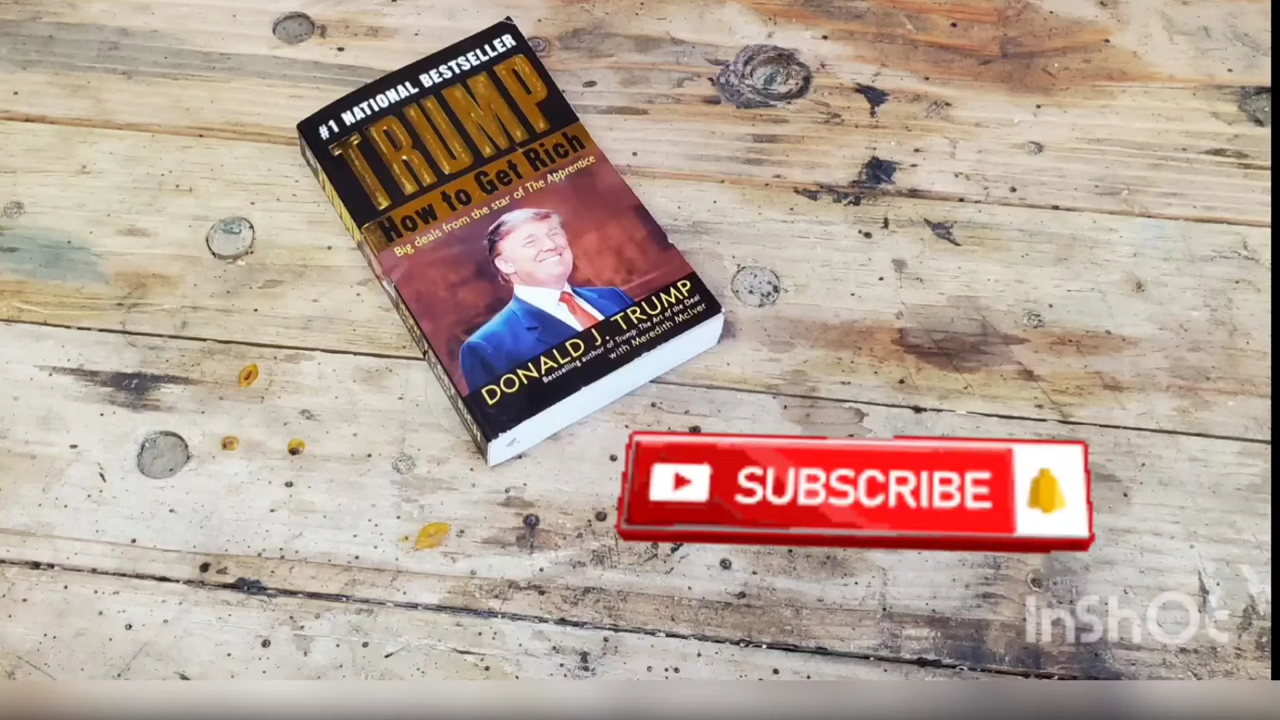 #1 NATIONAL BESTSELLER
TRUMP
How to Get Rich
Big deals from the star of The Apprentice
DONALD J. TRUMP
Bestselling author of Trump: The Art of the Deal
with Meredith McIver
SUBSCRIBE
InShOt